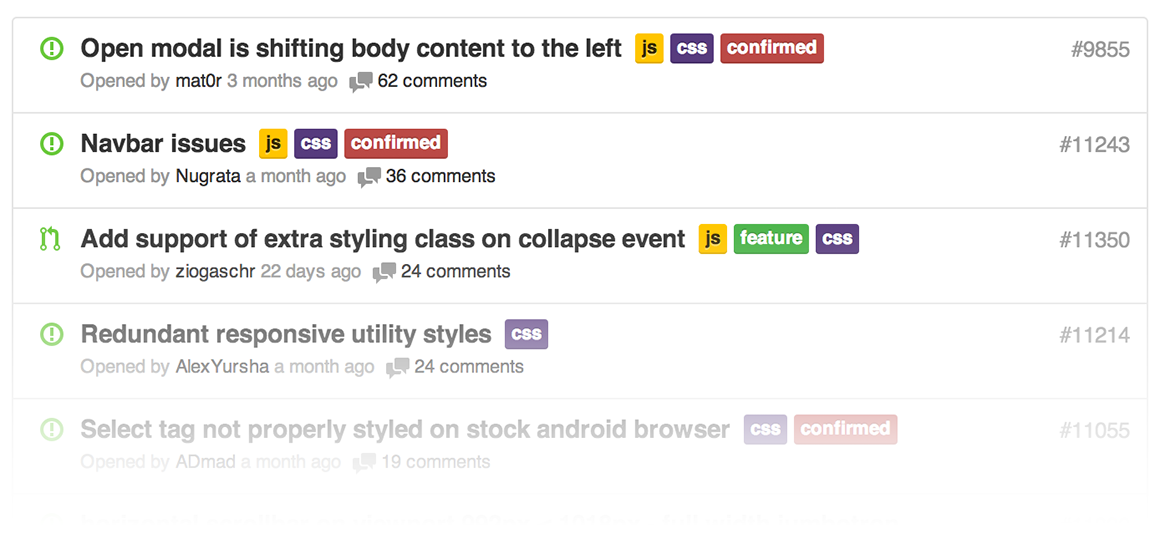 Open modal is shifting body content to the left js css confirmed #9855
Opened by mat0r 3 months ago 62 comments
Navbar issues js css confirmed #11243
Opened by Nugrata a month ago 36 comments
Add support of extra styling class on collapse event js feature css #11350
Opened by ziogaschr 22 days ago 24 comments
Redundant responsive utility styles css #11214
Opened by AlexYursha a month ago 24 comments
Select tag not properly styled on stock android browser css confirmed #11055
Opened by ADmad a month ago 19 comments